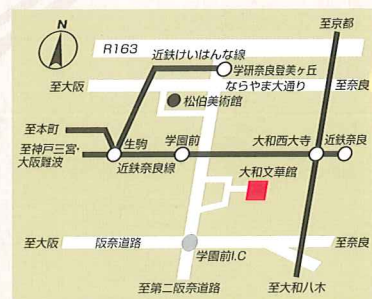 至京都
N
R163
近鉄けいはんな線
学研奈良登美ヶ丘
至大阪
ならやま大通り
至奈良
松伯美術館
至本町
生駒
学園前
大和西大寺
近鉄奈良
至神戸三宮・
大阪難波
近鉄奈良線
大和文華館
至大阪
阪奈道路
至奈良
学園前I.C
至第二阪奈道路
至大和八木